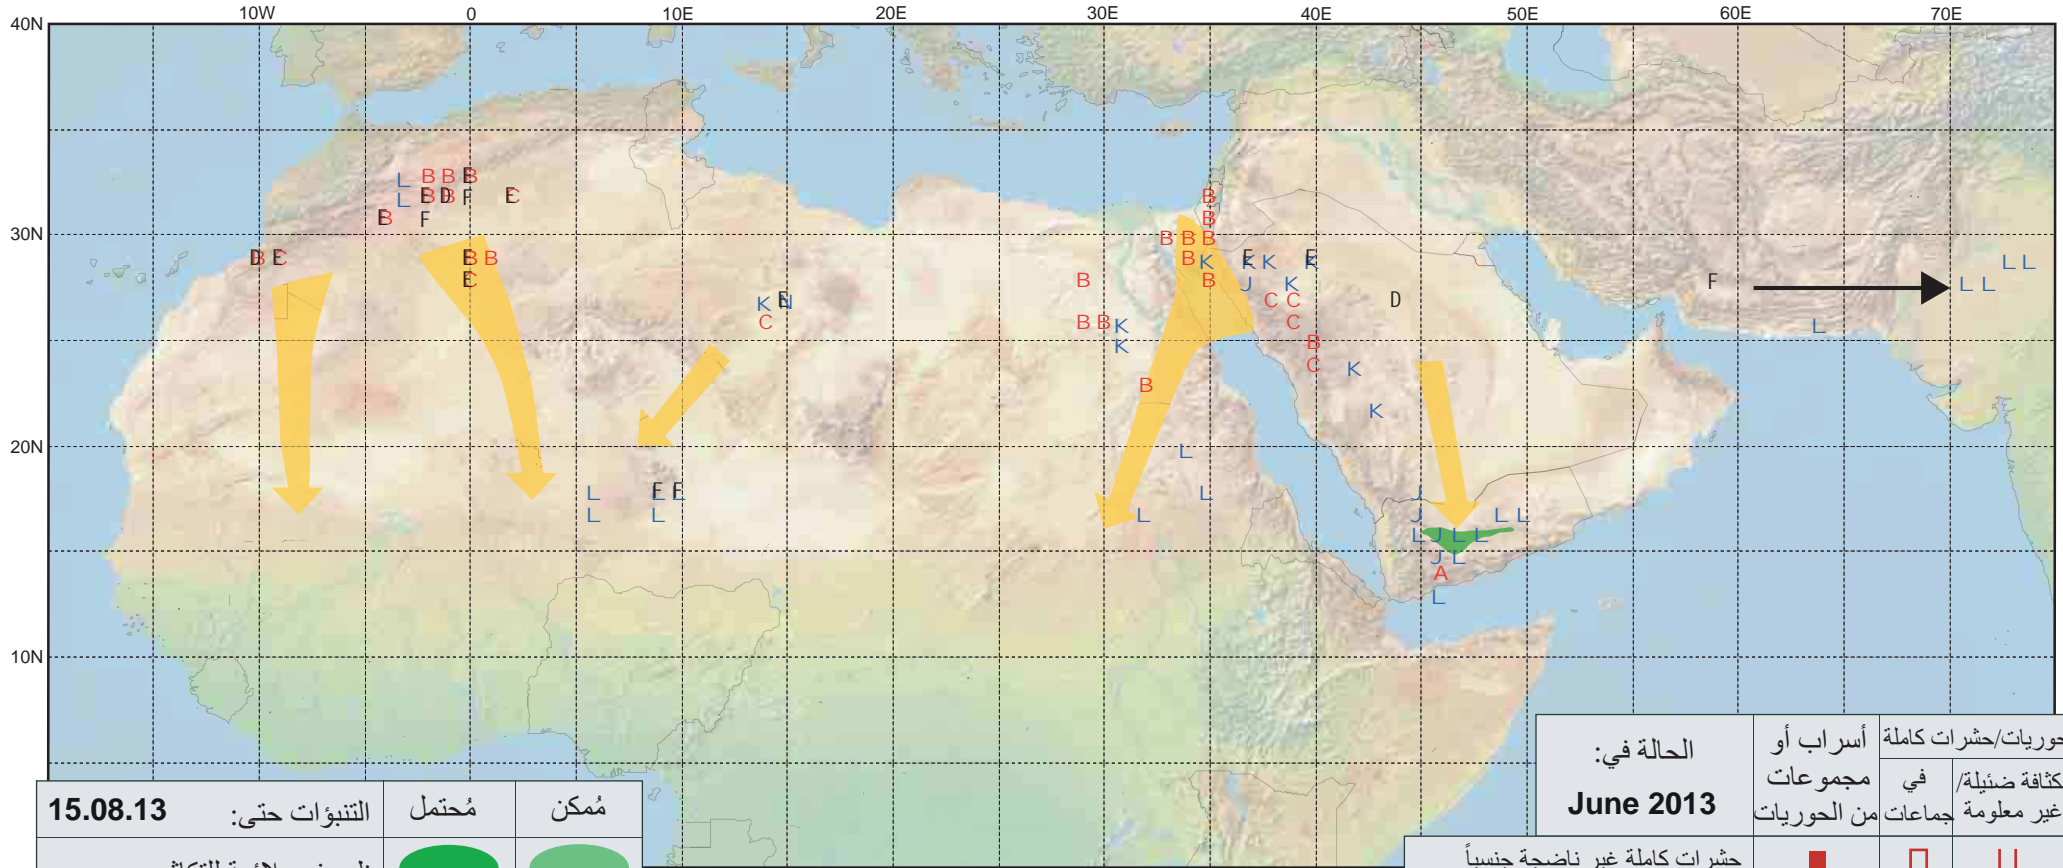 10W 0 10E 20E 30E 40E 50E 60E 70E
40N
30N
20N
10N
L B B E B
L E B D B F E C
E B F
D B E C E B B
E C
K E N
C
B
B B K
K
B
B
B
B B B
B K
B
E K K E K
J K
C C
C
B
C
D
K
K
F
L L
L L
L
L L E F
L L
L
L
L
J
J L L
L J L L
J L
A
L
الحالة في:
June 2013
أسراب أو
مجموعات
من الحوريات
حوريات/حشرات كاملة
في
جماعات
كثافة ضئيلة/
غير معلومة
حشرات كاملة غير ناضجة جنسياً
التنبؤات حتى: 15.08.13
مُحتمل
مُمكن